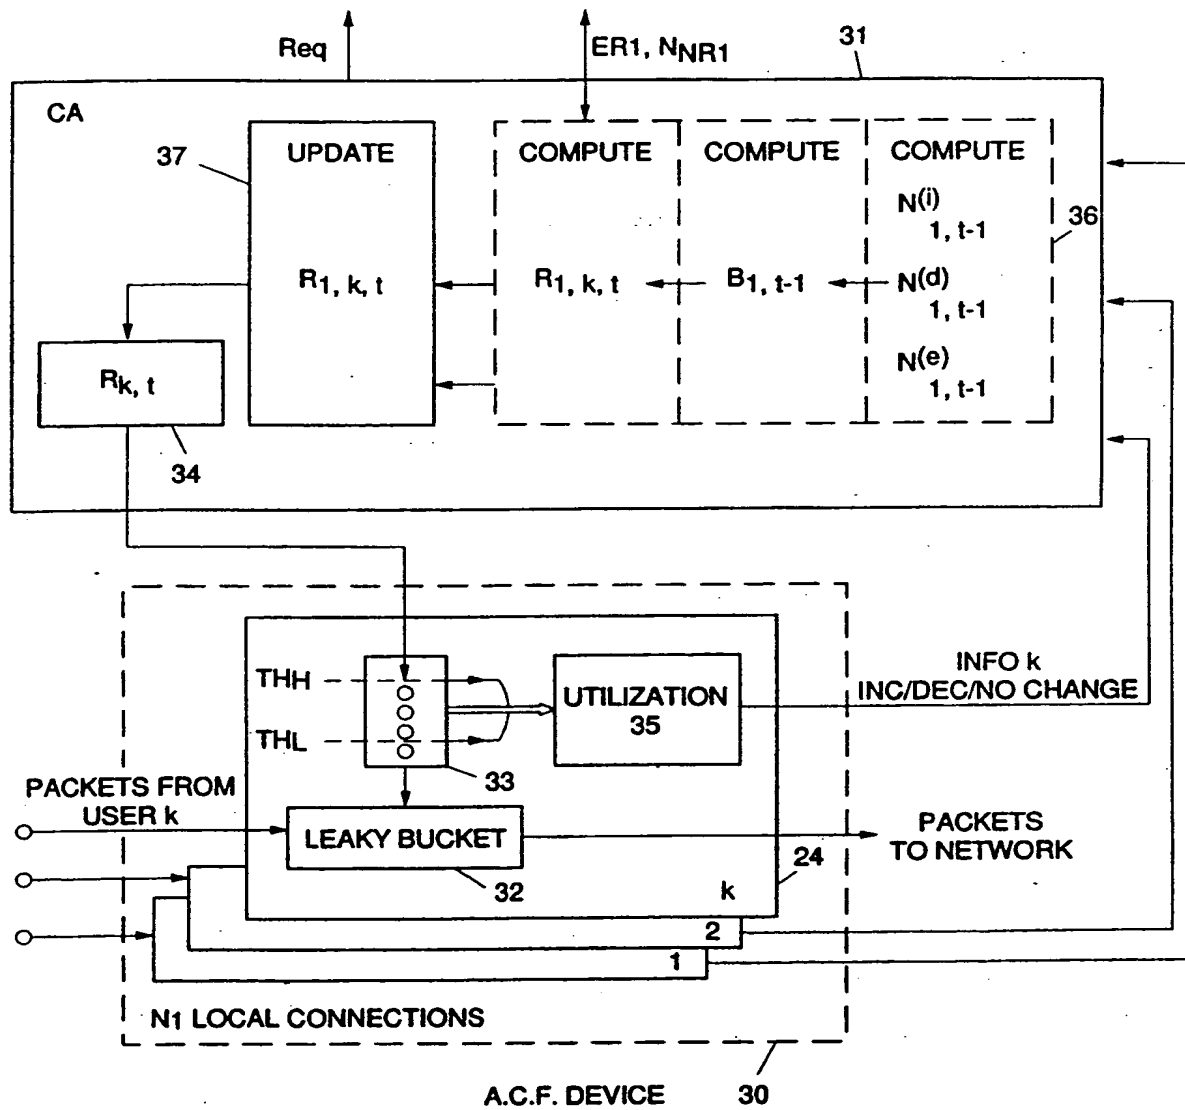 Req
ER1, NNR1
31
CA
37
UPDATE
COMPUTE
COMPUTE
COMPUTE
N(i)
1, t-1
36
R1, k, t
R1, k, t
B1, t-1
N(d)
1, t-1
N(e)
1, t-1
Rk, t
34
THH
THL
UTILIZATION
35
INFO k
INC/DEC/NO CHANGE
33
PACKETS FROM
USER k
LEAKY BUCKET
PACKETS
TO NETWORK
24
32
k
2
1
N1 LOCAL CONNECTIONS
A.C.F. DEVICE
30